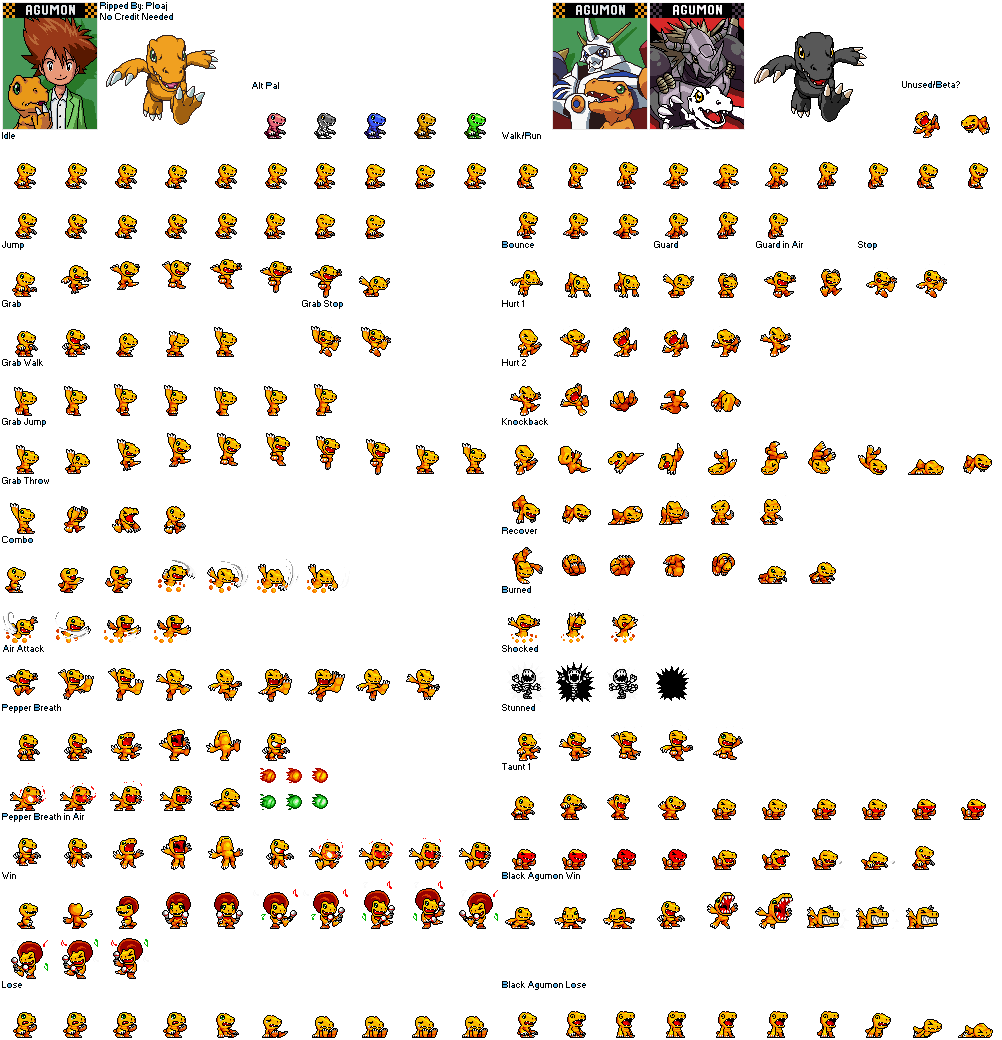 AGUMON
Ripped By: Ploaj
No Credit Needed
AGUMON
AGUMON
Alt Pal
Unused/Beta?
Idle
Walk/Run
Jump
Bounce
Guard
Guard in Air
Stop
Grab
Grab Stop
Hurt 1
Grab Walk
Hurt 2
Grab Jump
Knockback
Grab Throw
Recover
Combo
Burned
Air Attack
Shocked
Pepper Breath
Stunned
Taunt 1
Pepper Breath in Air
Win
Black Agumon Win
Lose
Black Agumon Lose